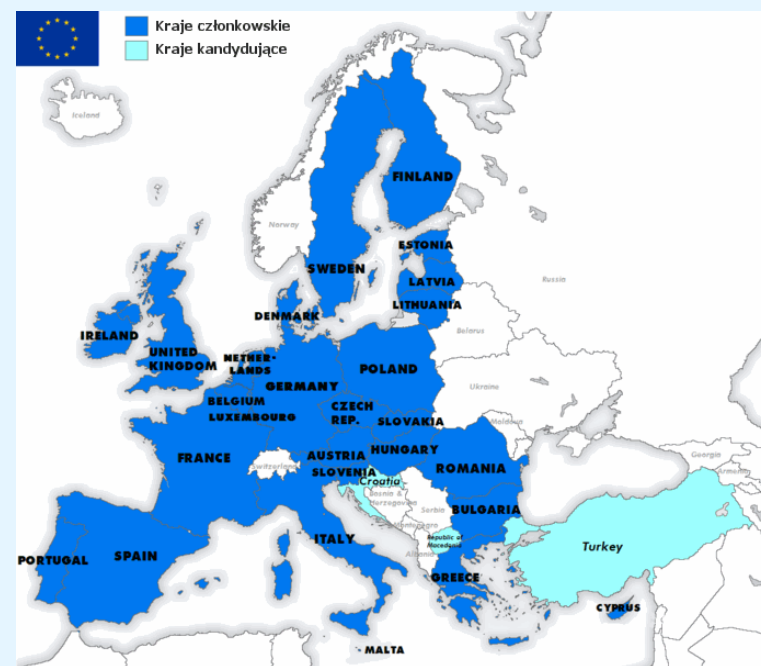 Kraje członkowskie
Kraje kandydujące
Iceland
FINLAND
Norway
ESTONIA
SWEDEN
Russia
LATVIA
LITHUANIA
DENMARK
IRELAND
Belarus
UNITED
KINGDOM
NETHER-
LANDS
POLAND
GERMANY
Ukraine
BELGIUM
CZECH
REP.
LUXEMBOURG
SLOVAKIA
Moldova
FRANCE
AUSTRIA
HUNGARY
Switzerland
SLOVENIA
ROMANIA
Croatia
Georgia
Armenia
Bosnia &
Herzegovina
Serbia
BULGARIA
Montenegro
ITALY
Republic of
Macedonia
Turkey
Albania
PORTUGAL
SPAIN
GREECE
CYPRUS
MALTA